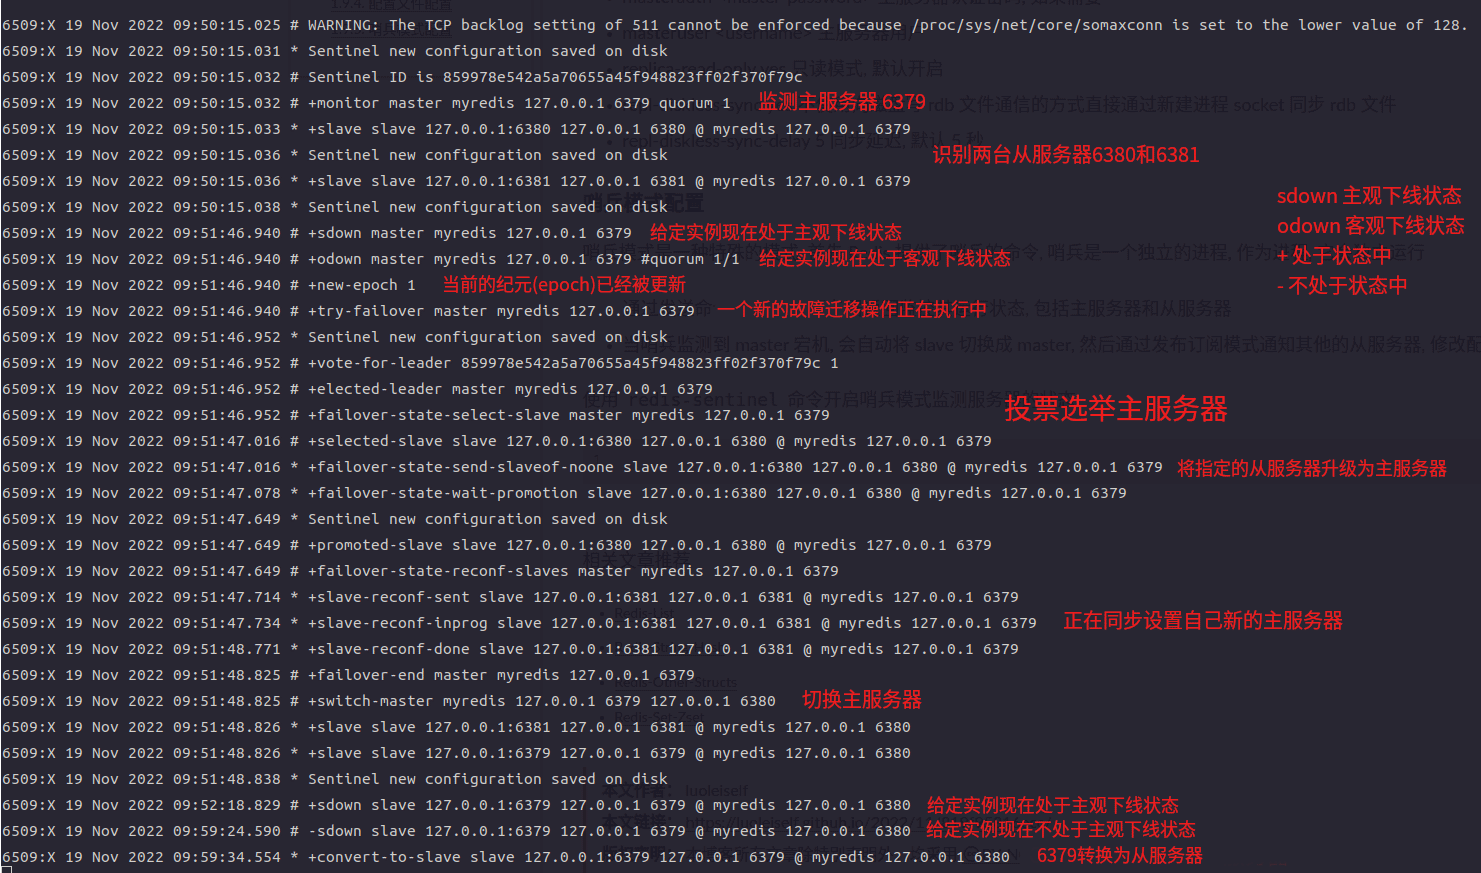 6509:X 19 Nov 2022 09:50:15.025 # WARNING: The TCP backlog setting of 511 cannot be enforced because /proc/sys/net/core/somaxconn is set to the lower value of 128.
6509:X 19 Nov 2022 09:50:15.031 * Sentinel new configuration saved on disk
6509:X 19 Nov 2022 09:50:15.032 # Sentinel ID is 859978e542a5a70655a45f948823ff02f370f79c
6509:X 19 Nov 2022 09:50:15.032 # +monitor master myredis 127.0.0.1 6379 quorum 1 监测主服务器 6379
6509:X 19 Nov 2022 09:50:15.033 * +slave slave 127.0.0.1:6380 127.0.0.1 6380 @ myredis 127.0.0.1 6379
6509:X 19 Nov 2022 09:50:15.036 * Sentinel new configuration saved on disk 识别两台从服务器6380和6381
6509:X 19 Nov 2022 09:50:15.036 * +slave slave 127.0.0.1:6381 127.0.0.1 6381 @ myredis 127.0.0.1 6379
sdown 主观下线状态
6509:X 19 Nov 2022 09:50:15.038 * Sentinel new configuration saved on disk
odown 客观下线状态
6509:X 19 Nov 2022 09:51:46.940 # +sdown master myredis 127.0.0.1 6379 给定实例现在处于主观下线状态
6509:X 19 Nov 2022 09:51:46.940 # +odown master myredis 127.0.0.1 6379 #quorum 1/1 给定实例现在处于客观下线状态
+ 处于状态中
6509:X 19 Nov 2022 09:51:46.940 # +new-epoch 1 当前的纪元(epoch)已经被更新
- 不处于状态中
6509:X 19 Nov 2022 09:51:46.940 # +try-failover master myredis 127.0.0.1 6379 一个新的故障迁移操作正在执行中
6509:X 19 Nov 2022 09:51:46.952 * Sentinel new configuration saved on disk
6509:X 19 Nov 2022 09:51:46.952 # +vote-for-leader 859978e542a5a70655a45f948823ff02f370f79c 1
6509:X 19 Nov 2022 09:51:46.952 # +elected-leader master myredis 127.0.0.1 6379
6509:X 19 Nov 2022 09:51:46.952 # +failover-state-select-slave master myredis 127.0.0.1 6379 投票选举主服务器
6509:X 19 Nov 2022 09:51:47.016 # +selected-slave slave 127.0.0.1:6380 127.0.0.1 6380 @ myredis 127.0.0.1 6379
6509:X 19 Nov 2022 09:51:47.016 * +failover-state-send-slaveof-noone slave 127.0.0.1:6380 127.0.0.1 6380 @ myredis 127.0.0.1 6379 将指定的从服务器升级为主服务器
6509:X 19 Nov 2022 09:51:47.078 * +failover-state-wait-promotion slave 127.0.0.1:6380 127.0.0.1 6380 @ myredis 127.0.0.1 6379
6509:X 19 Nov 2022 09:51:47.649 * Sentinel new configuration saved on disk
6509:X 19 Nov 2022 09:51:47.649 # +promoted-slave slave 127.0.0.1:6380 127.0.0.1 6380 @ myredis 127.0.0.1 6379
6509:X 19 Nov 2022 09:51:47.649 # +failover-state-reconf-slaves master myredis 127.0.0.1 6379
6509:X 19 Nov 2022 09:51:47.714 * +slave-reconf-sent slave 127.0.0.1:6381 127.0.0.1 6381 @ myredis 127.0.0.1 6379
6509:X 19 Nov 2022 09:51:47.734 * +slave-reconf-inprog slave 127.0.0.1:6381 127.0.0.1 6381 @ myredis 127.0.0.1 6379 正在同步设置自己新的主服务器
6509:X 19 Nov 2022 09:51:48.771 * +slave-reconf-done slave 127.0.0.1:6381 127.0.0.1 6381 @ myredis 127.0.0.1 6379
6509:X 19 Nov 2022 09:51:48.825 # +failover-end master myredis 127.0.0.1 6379
6509:X 19 Nov 2022 09:51:48.825 # +switch-master myredis 127.0.0.1 6379 127.0.0.1 6380 切换主服务器
6509:X 19 Nov 2022 09:51:48.826 * +slave slave 127.0.0.1:6381 127.0.0.1 6381 @ myredis 127.0.0.1 6380
6509:X 19 Nov 2022 09:51:48.826 * +slave slave 127.0.0.1:6379 127.0.0.1 6379 @ myredis 127.0.0.1 6380
6509:X 19 Nov 2022 09:51:48.838 * Sentinel new configuration saved on disk
6509:X 19 Nov 2022 09:52:18.829 # +sdown slave 127.0.0.1:6379 127.0.0.1 6379 @ myredis 127.0.0.1 6380 给定实例现在处于主观下线状态
6509:X 19 Nov 2022 09:59:24.590 # -sdown slave 127.0.0.1:6379 127.0.0.1 6379 @ myredis 127.0.0.1 6380 给定实例现在不处于主观下线状态
6509:X 19 Nov 2022 09:59:34.554 * +convert-to-slave slave 127.0.0.1:6379 127.0.0.1 6379 @ myredis 127.0.0.1 6380 6379转换为从服务器